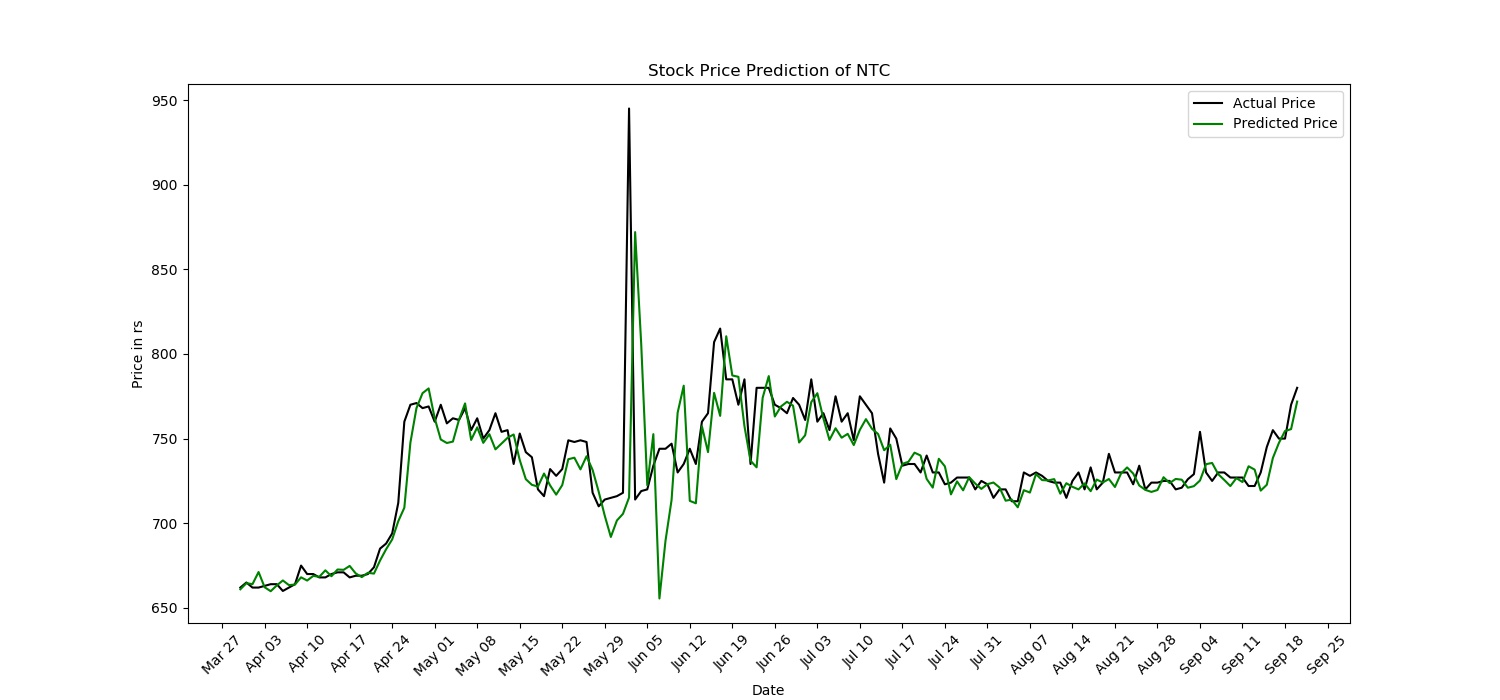 Stock Price Prediction of NTC
Actual Price
Predicted Price
Price in rs
950
900
850
800
750
700
650
Mar 27
Apr 03
Apr 10
Apr 17
Apr 24
May 01
May 08
May 15
May 22
May 29
Jun 05
Jun 12
Jun 19
Jun 26
Jul 03
Jul 10
Jul 17
Jul 24
Jul 31
Aug 07
Aug 14
Aug 21
Aug 28
Sep 04
Sep 11
Sep 18
Sep 25
Date